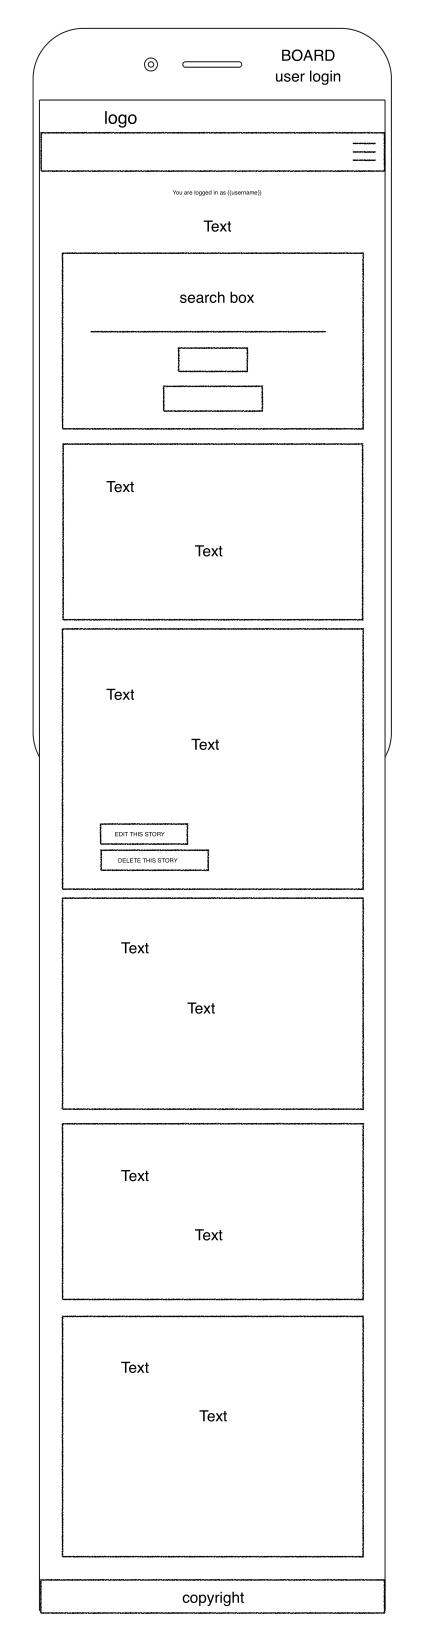 BOARD
user login
logo
You are logged in as {{username}}
Text
search box
Text
Text
Text
Text
EDIT THIS STORY
DELETE THIS STORY
Text
Text
Text
Text
Text
Text
copyright